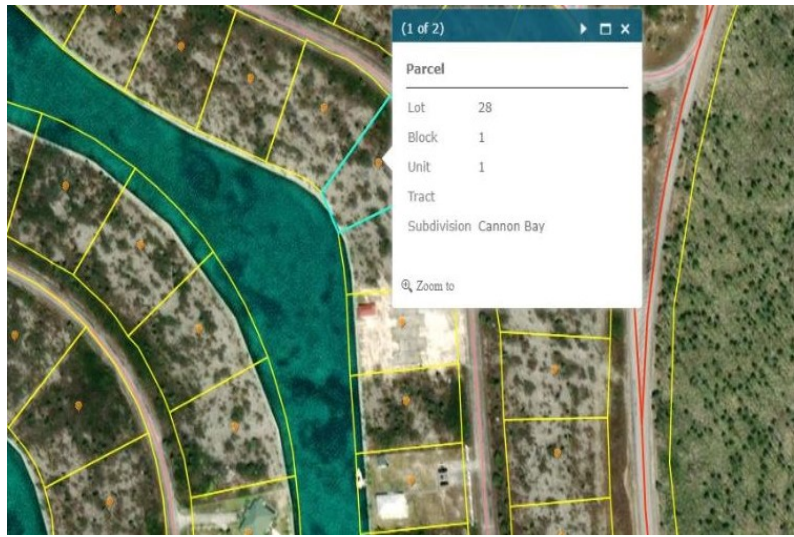 (1 of 2)
Parcel
Lot 28
Block 1
Unit 1
Tract
Subdivision Cannon Bay
Zoom to